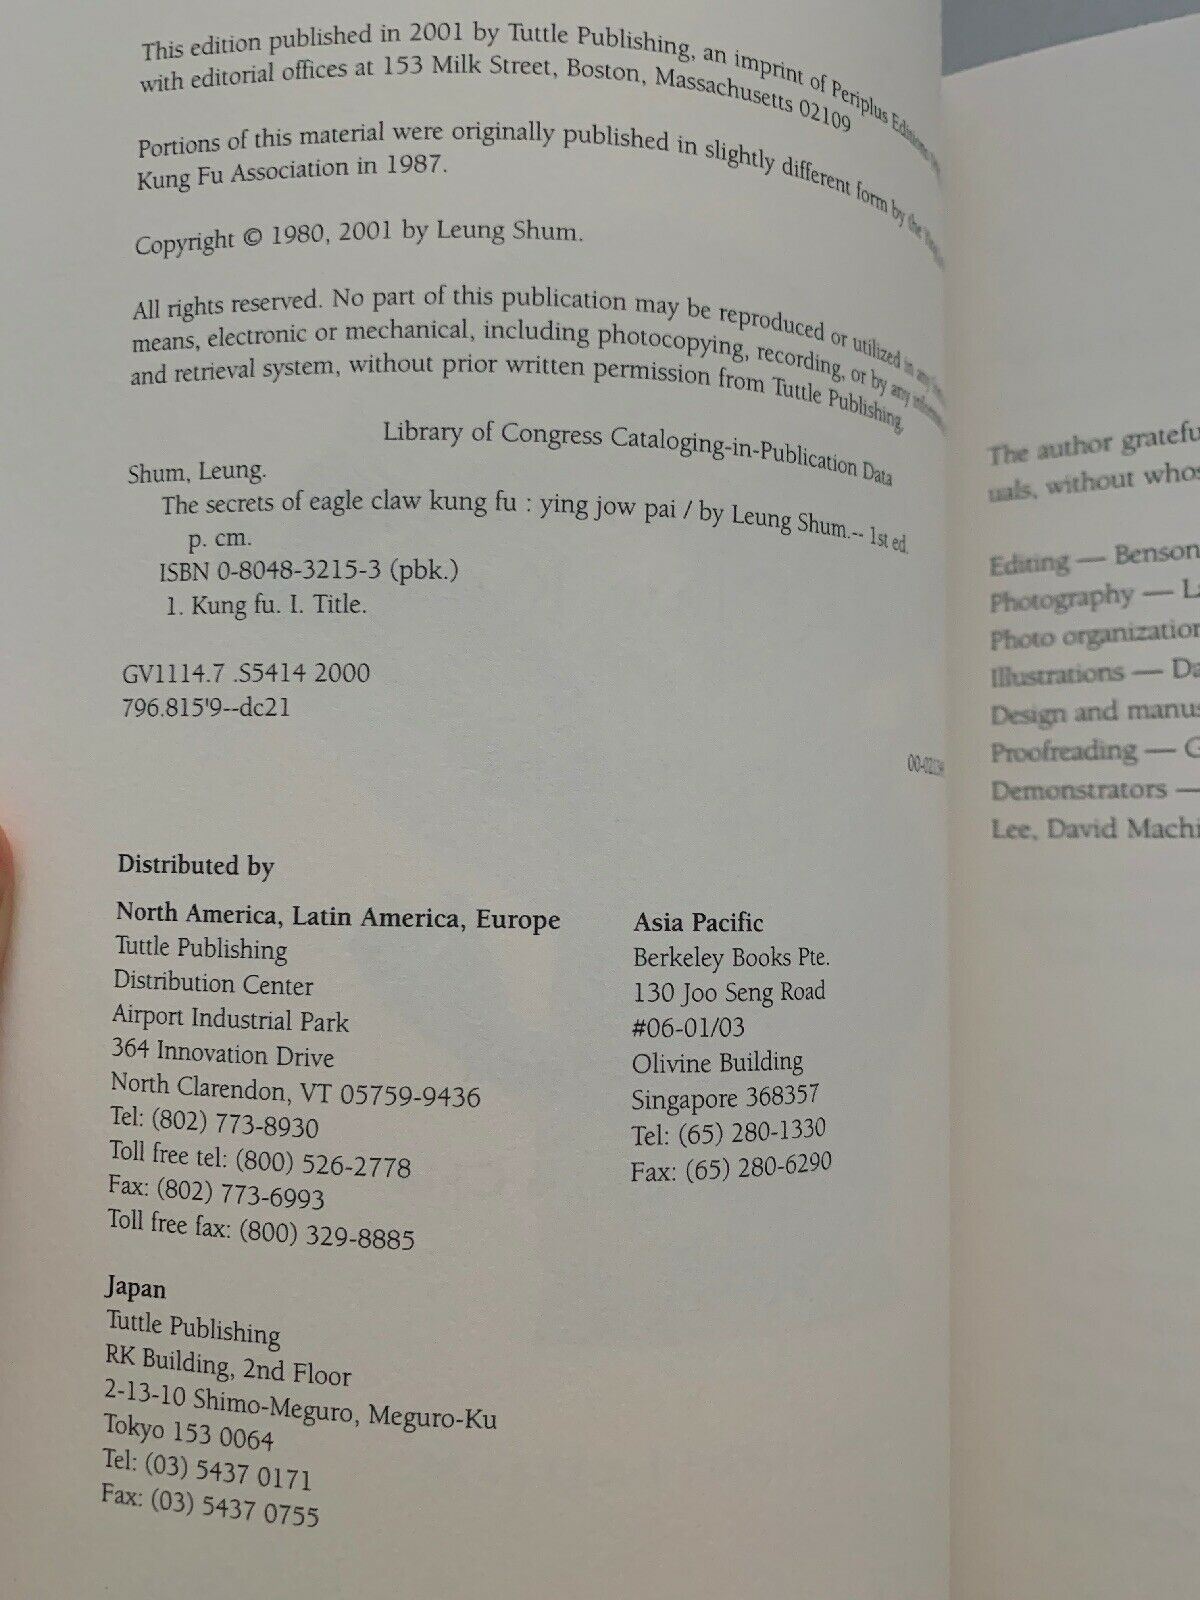 This edition published in 2001 by Tuttle Publishing, an imprint of Periplus Editions
with editorial offices at 153 Milk Street, Boston, Massachusetts 02109
Portions of this material were originally published in slightly different form by the
Kung Fu Association in 1987.
Copyright © 1980, 2001 by Leung Shum.
All rights reserved. No part of this publication may be reproduced or utilized in any
means, electronic or mechanical, including photocopying, recording, or by any
and retrieval system, without prior written permission from Tuttle Publishing.
Library of Congress Cataloging-in-Publication Data
Shum, Leung.
The secrets of eagle claw kung fu : ying jow pai / by Leung Shum.-- 1st ed.
p. cm.
ISBN 0-8048-3215-3 (pbk.)
1. Kung fu. I. Title.
GV1114.7 .S5414 2000
796.815'9--dc21
Distributed by
North America, Latin America, Europe
Tuttle Publishing
Distribution Center
Airport Industrial Park
364 Innovation Drive
North Clarendon, VT 05759-9436
Tel: (802) 773-8930
Toll free tel: (800) 526-2778
Fax: (802) 773-6993
Toll free fax: (800) 329-8885
Japan
Tuttle Publishing
RK Building, 2nd Floor
2-13-10 Shimo-Meguro, Meguro-Ku
Tokyo 153 0064
Tel: (03) 5437 0171
Fax: (03) 5437 0755
Asia Pacific
Berkeley Books Pte.
130 Joo Seng Road
#06-01/03
Olivine Building
Singapore 368357
Tel: (65) 280-1330
Fax: (65) 280-6290
The author gratefu
uals, without whos
Editing — Benson
Photography — La
Photo organization
Illustrations — Da
Design and manus
Proofreading — G
Demonstrators —
Lee, David Machi